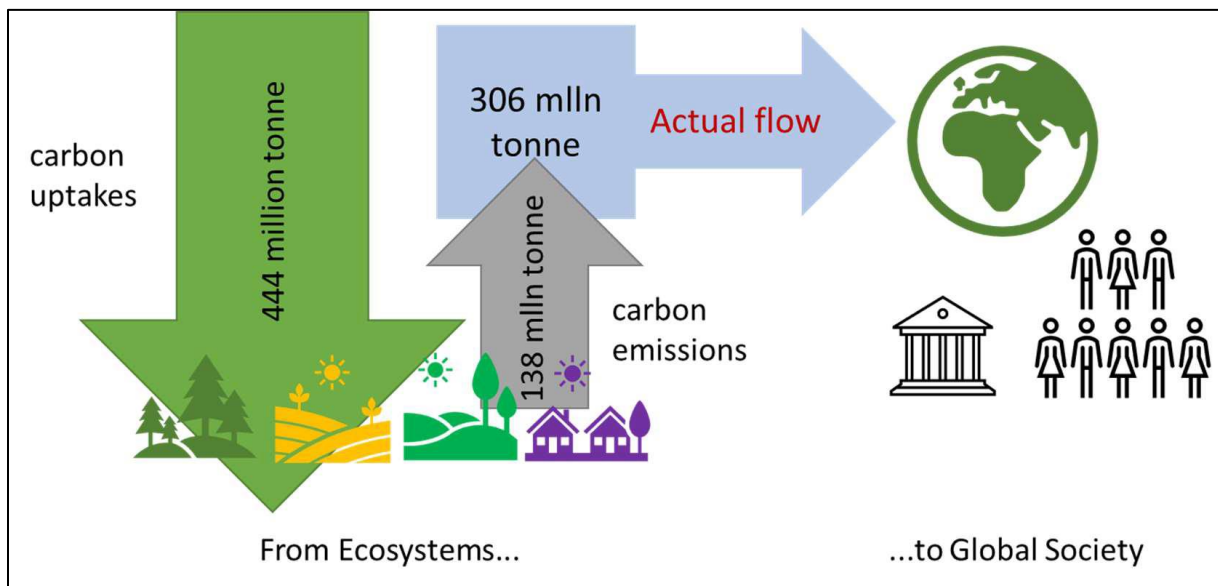 carbon
uptakes
444 million tonne
306 mlln
tonne
Actual flow
138 mlln tonne
carbon
emissions
From Ecosystems...
...to Global Society